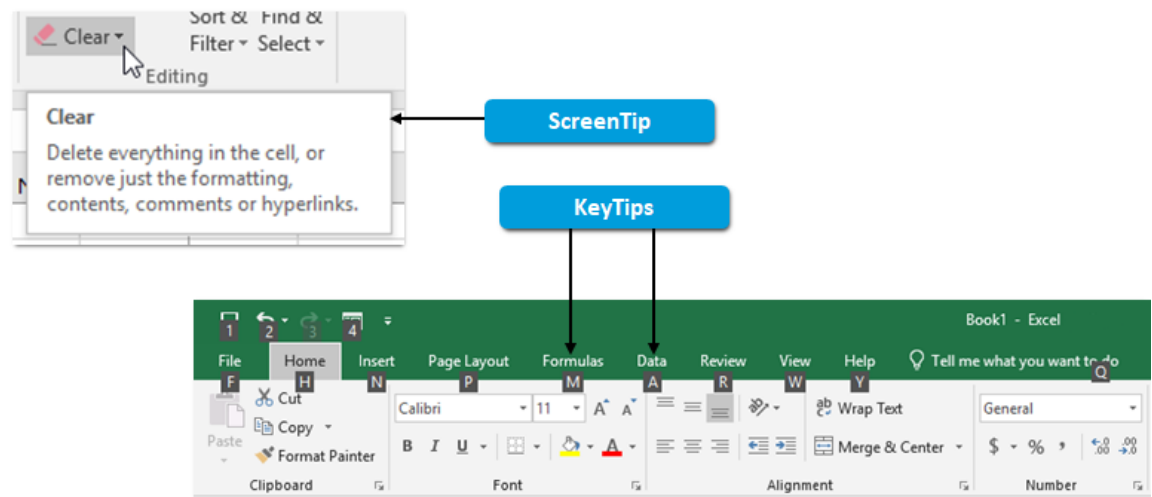 Sort & Find &
Clear
Filter Select
Editing
Clear
Delete everything in the cell, or
remove just the formatting,
contents, comments or hyperlinks.
ScreenTip
KeyTips
Book1 - Excel
1 2 3 4
File Home Insert Page Layout Formulas Data Review View Help Tell me what you want to do
F H N P M A R W Y Q
Cut
Calibri 11 A A ab Wrap Text General
Copy
Paste
B I U A Merge & Center $ % , .00 .00
Format Painter
Clipboard Font Alignment Number